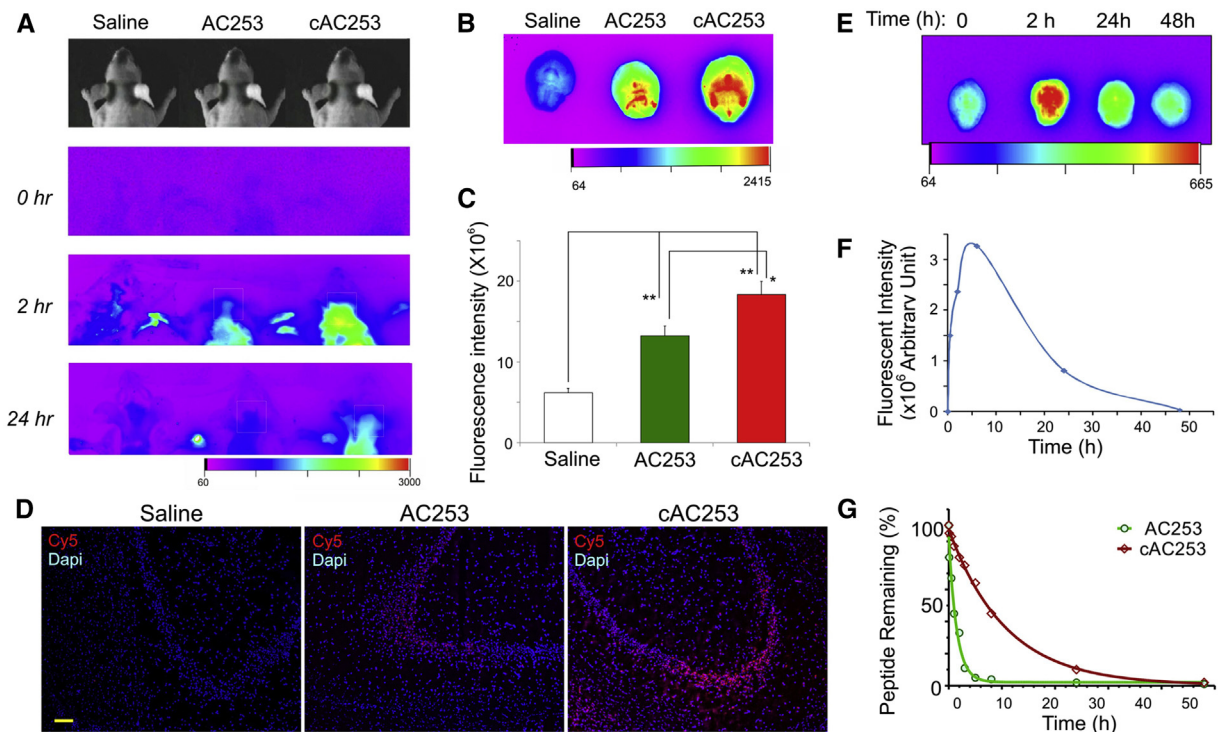 A
Saline AC253 cAC253
0 hr
2 hr
24 hr
60 3000
B
Saline AC253 cAC253
64 2415
C
Fluorescence intensity (X10⁶)
20
10
0
** ** *
Saline AC253 cAC253
D
Saline AC253 cAC253
Cy5
Dapi
Cy5
Dapi
Cy5
Dapi
E
Time (h): 0 2 h 24h 48h
64 665
F
Fluorescent Intensity
(x10⁶ Arbitrary Unit)
3
2
1
0
0 10 20 30 40 50
Time (h)
G
Peptide Remaining (%)
100
50
0
AC253
cAC253
0 10 20 30 40 50
Time (h)